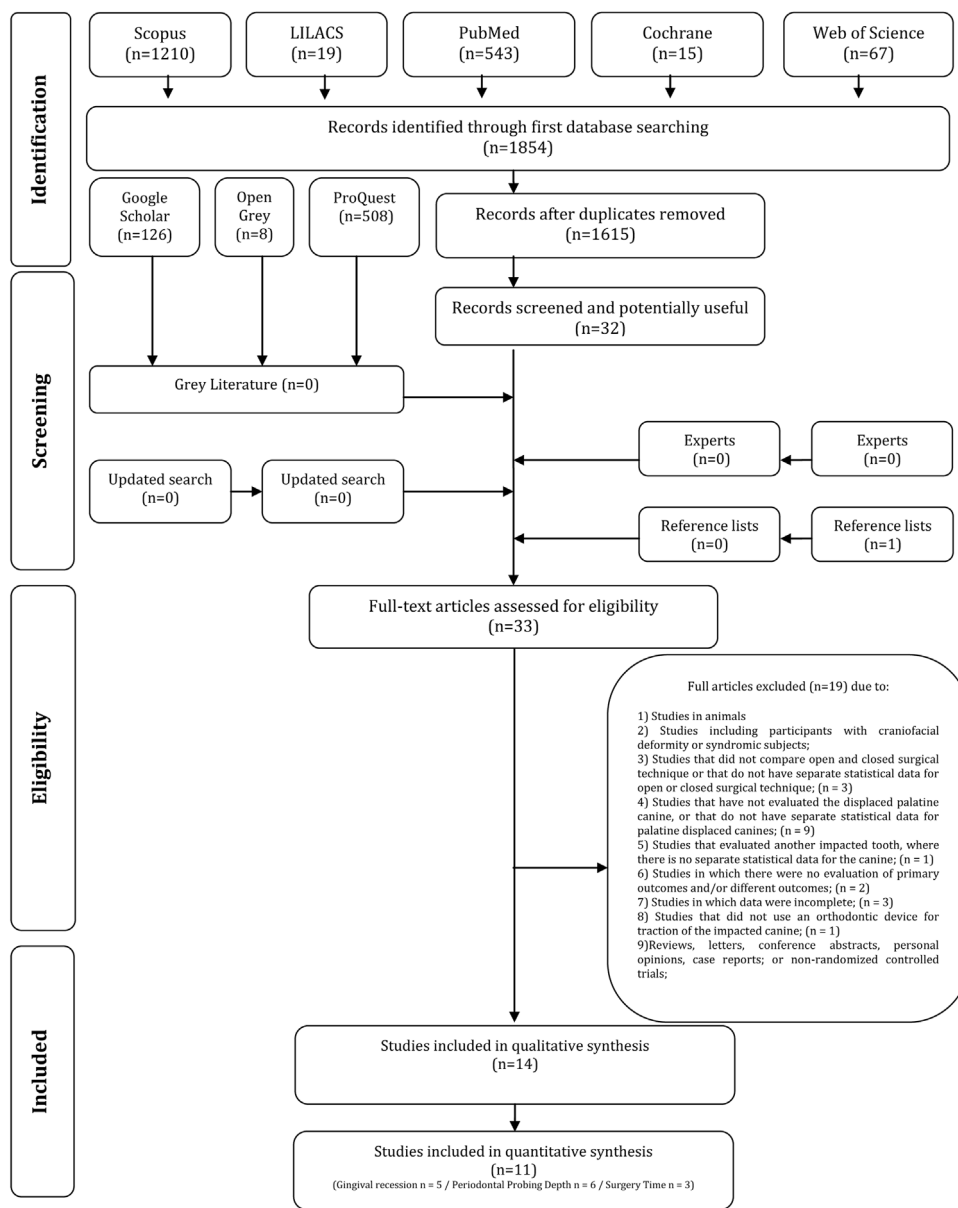 Identification
Scopus
(n=1210)
LILACS
(n=19)
PubMed
(n=543)
Cochrane
(n=15)
Web of Science
(n=67)
Records identified through first database searching
(n=1854)
Google
Scholar
(n=126)
Open
Grey
(n=8)
ProQuest
(n=508)
Records after duplicates removed
(n=1615)
Screening
Records screened and potentially useful
(n=32)
Grey Literature (n=0)
Experts
(n=0)
Experts
(n=0)
Updated search
(n=0)
Updated search
(n=0)
Reference lists
(n=0)
Reference lists
(n=1)
Eligibility
Full-text articles assessed for eligibility
(n=33)
Full articles excluded (n=19) due to:
1) Studies in animals
2) Studies including participants with craniofacial
deformity or syndromic subjects;
3) Studies that did not compare open and closed surgical
technique or that do not have separate statistical data for
open or closed surgical technique; (n = 3)
4) Studies that have not evaluated the displaced palatine
canine, or that do not have separate statistical data for
palatine displaced canines; (n = 9)
5) Studies that evaluated another impacted tooth, where
there is no separate statistical data for the canine; (n = 1)
6) Studies in which there were no evaluation of primary
outcomes and/or different outcomes; (n = 2)
7) Studies in which data were incomplete; (n = 3)
8) Studies that did not use an orthodontic device for
traction of the impacted canine; (n = 1)
9)Reviews, letters, conference abstracts, personal
opinions, case reports; or non-randomized controlled
trials;
Included
Studies included in qualitative synthesis
(n=14)
Studies included in quantitative synthesis
(n=11)
(Gingival recession n = 5 / Periodontal Probing Depth n = 6 / Surgery Time n = 3)